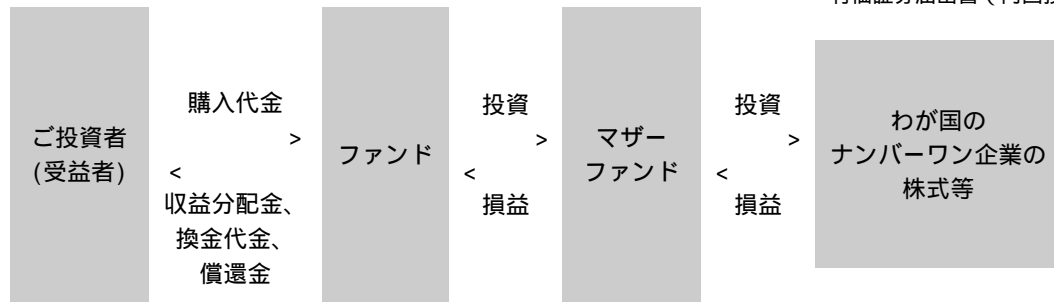 ご投資者
(受益者)
購入代金
>
<
収益分配金、
換金代金、
償還金
ファンド
投資
>
<
損益
マザー
ファンド
投資
>
<
損益
わが国の
ナンバーワン企業の
株式等